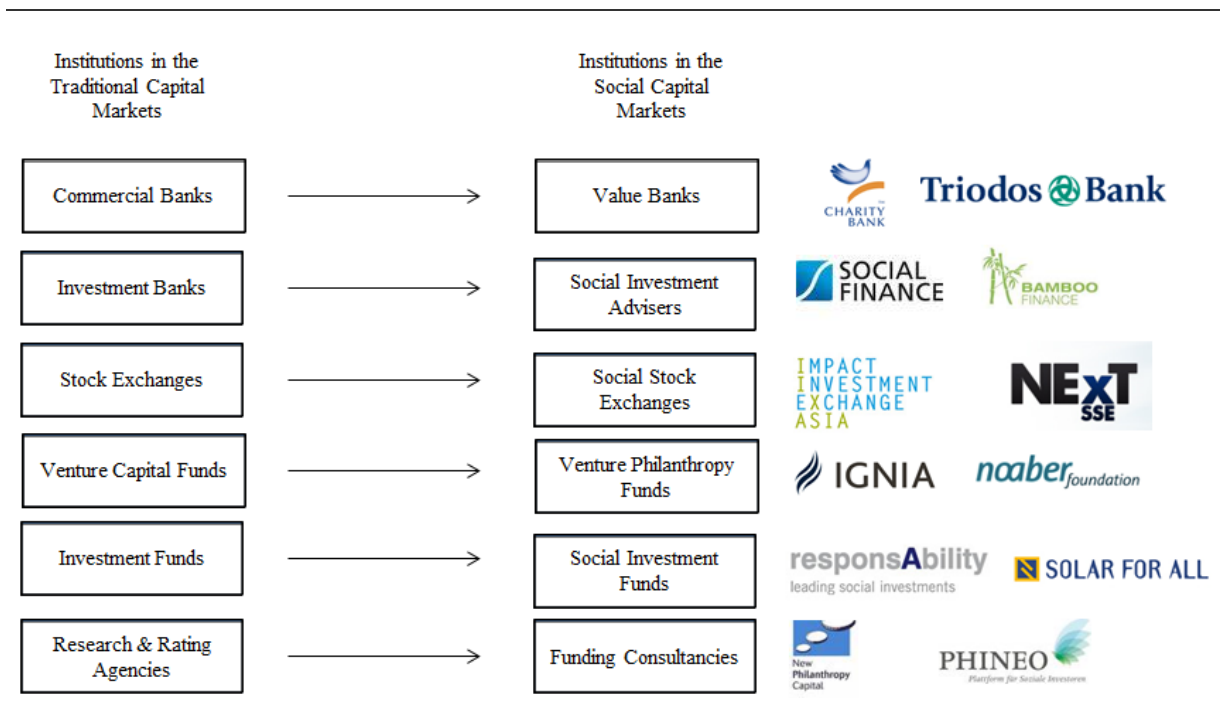 Institutions in the
Traditional Capital
Markets
Institutions in the
Social Capital
Markets
Commercial Banks
Value Banks
CHARITY
BANK
Triodos Bank
Investment Banks
Social Investment
Advisers
SOCIAL
FINANCE
BAMBOO
FINANCE
Stock Exchanges
Social Stock
Exchanges
IMPACT
INVESTMENT
EXCHANGE
ASIA
NExT
SSE
Venture Capital Funds
Venture Philanthropy
Funds
IGNIA
noaber foundation
Investment Funds
Social Investment
Funds
responsAbility
leading social investments
SOLAR FOR ALL
Research & Rating
Agencies
Funding Consultancies
New
Philanthropy
Capital
PHINEO
Plattform für Soziale Investoren